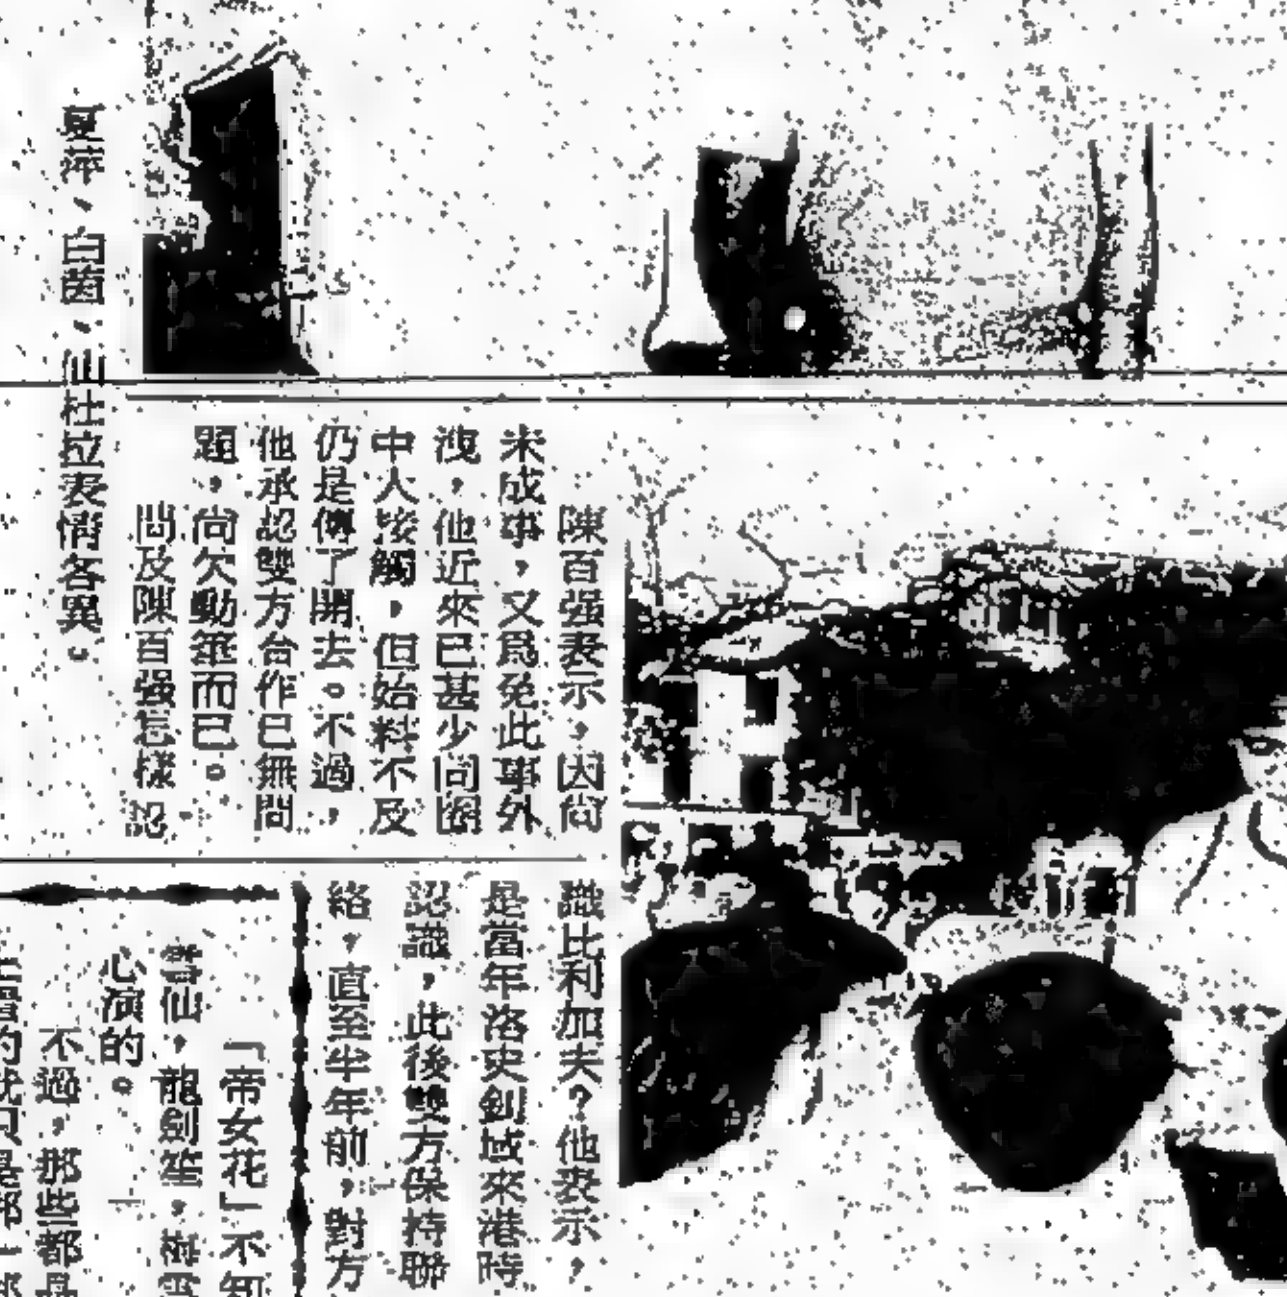 夏萍、白茵、仙杜拉表情各異。
陳百强表示，因尚
未成事，又爲免此事外
洩，他近來已甚少同圈
中人接觸，但始料不反
仍是傳了開去。不過，
他承認雙方合作已無問
題，尚欠動筆而已。
問及陳百强怎樣認
識比利加夫？他表示，
是當年洛史釗域來港時
認識，此後雙方保持聯
絡，直至半年前，對方
「帝女花」不知
仙，龍劍笙，梅雪
心演的。
不過，那些都是